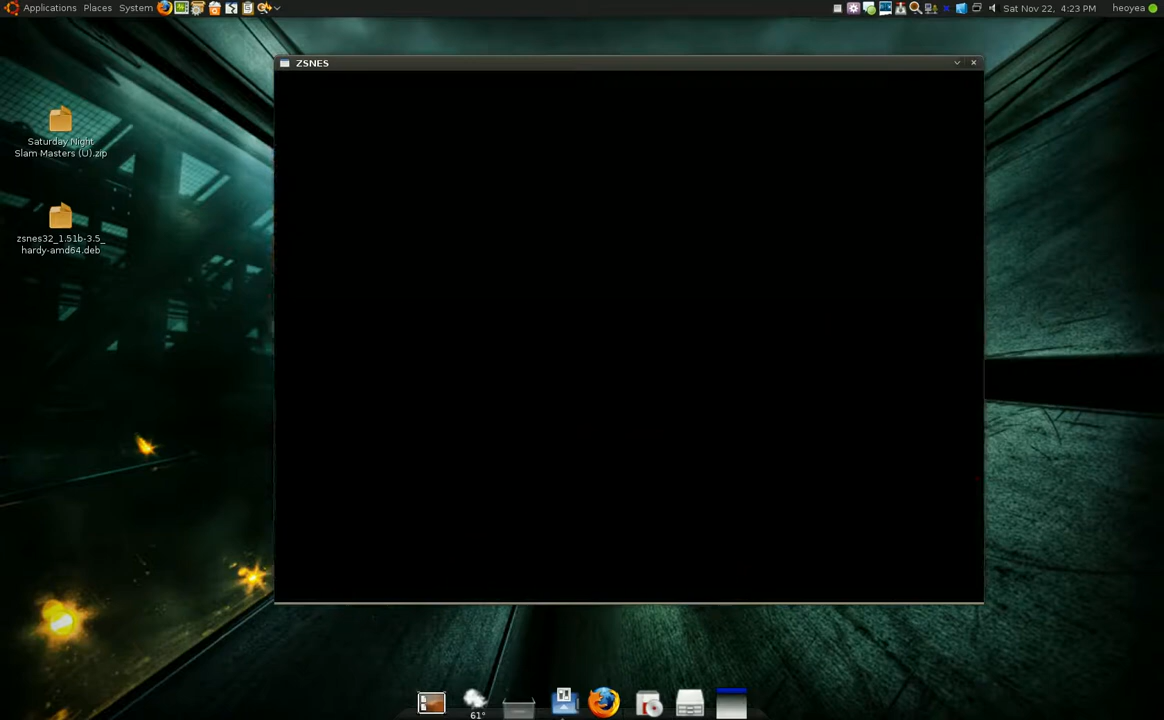 Applications Places System
Sat Nov 22, 4:23 PM heoyea
ZSNES
Saturday Night
Slam Masters (U).zip
zsnes32_1.51b-3.5_
hardy-amd64.deb
61°